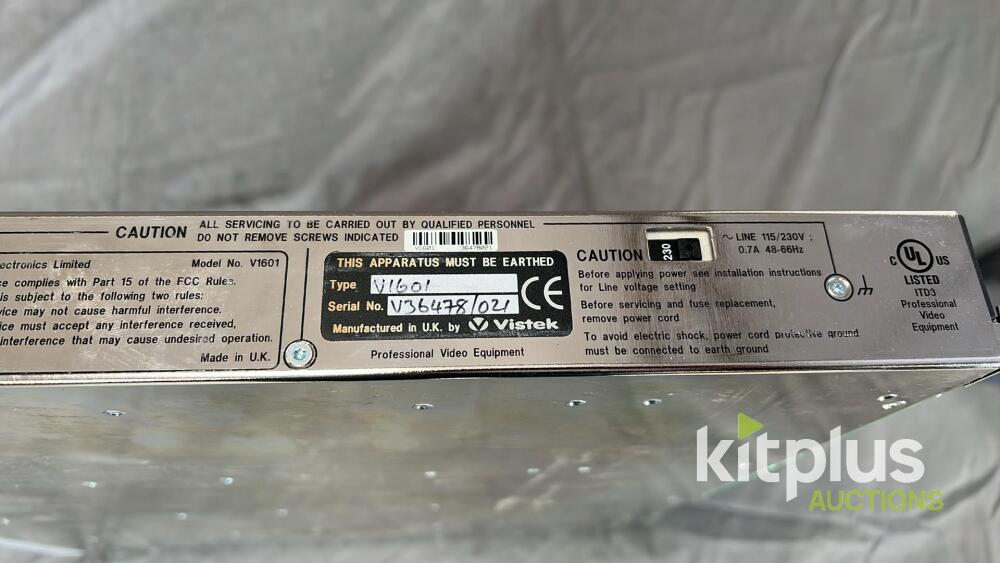 CAUTION
ALL SERVICING TO BE CARRIED OUT BY QUALIFIED PERSONNEL
DO NOT REMOVE SCREWS INDICATED
V1601
ectronics Limited Model No. V1601
ce complies with Part 15 of the FCC Rules.
is subject to the following two rules:
ice may not cause harmful interference.
ice must accept any interference received,
interference that may cause undesired operation.
Made in U.K.
THIS APPARATUS MUST BE EARTHED
Type V1601
Serial No. V36478/021
CE
Manufactured in U.K. by Vistek
Professional Video Equipment
CAUTION
230
~ LINE 115/230V ;
0.7A 48-66Hz
Before applying power see installation instructions
for Line voltage setting
Before servicing and fuse replacement,
remove power cord
To avoid electric shock, power cord protective ground
must be connected to earth ground
C UL US
LISTED
ITD3
Professional
Video
Equipment
kitplus
AUCTIONS